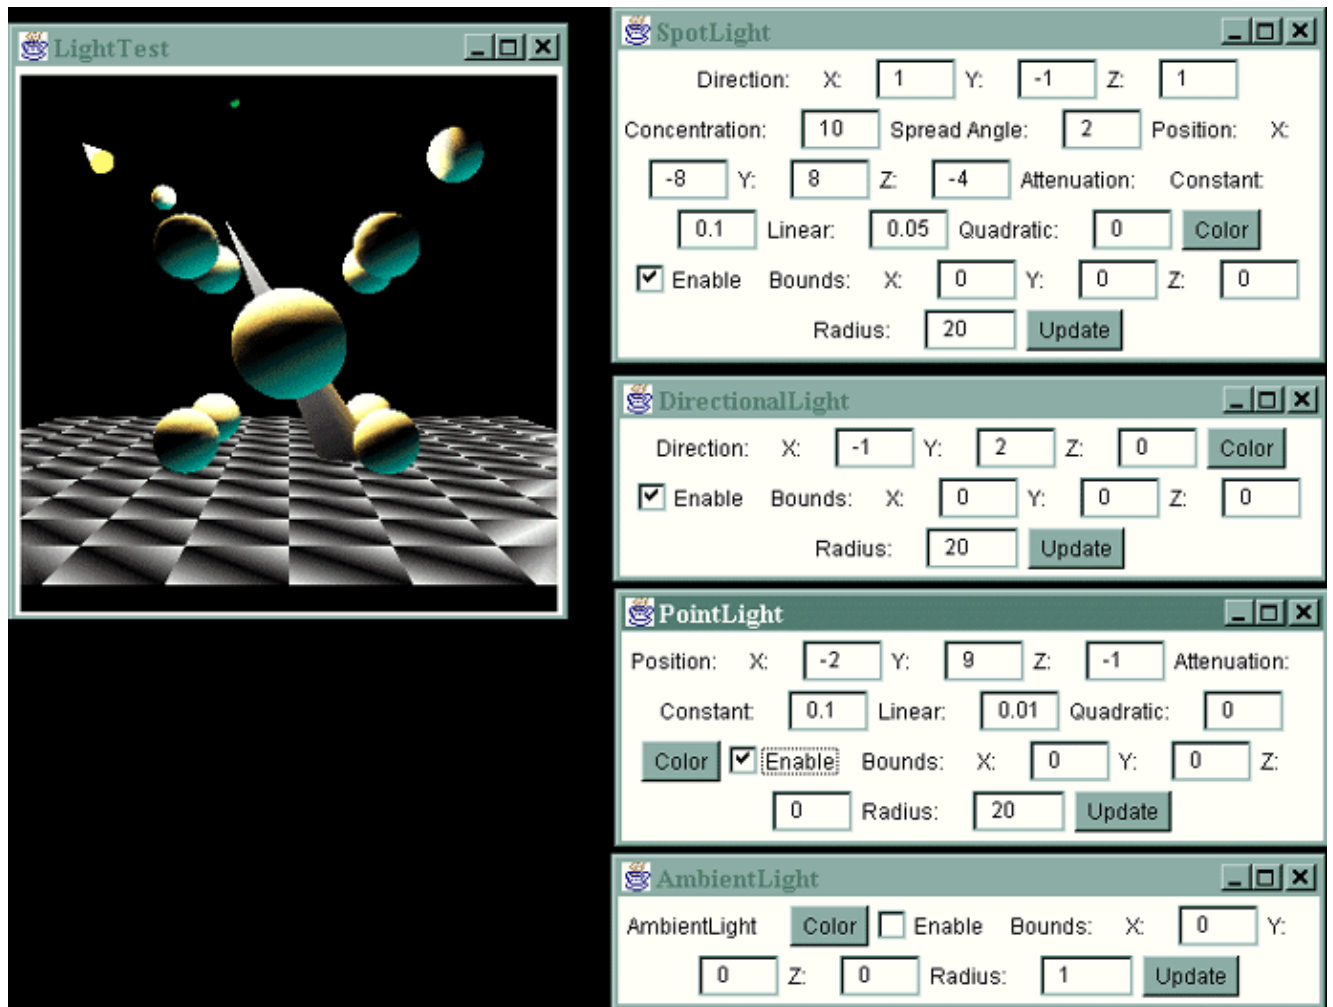 LightTest
SpotLight
Direction: X: 1 Y: -1 Z: 1
Concentration: 10 Spread Angle: 2 Position: X:
-8 Y: 8 Z: -4 Attenuation: Constant:
0.1 Linear: 0.05 Quadratic: 0 Color
Enable Bounds: X: 0 Y: 0 Z: 0
Radius: 20 Update
DirectionalLight
Direction: X: -1 Y: 2 Z: 0 Color
Enable Bounds: X: 0 Y: 0 Z: 0
Radius: 20 Update
PointLight
Position: X: -2 Y: 9 Z: -1 Attenuation:
Constant: 0.1 Linear: 0.01 Quadratic: 0
Color Enable Bounds: X: 0 Y: 0 Z:
0 Radius: 20 Update
AmbientLight
AmbientLight Color Enable Bounds: X: 0 Y:
0 Z: 0 Radius: 1 Update